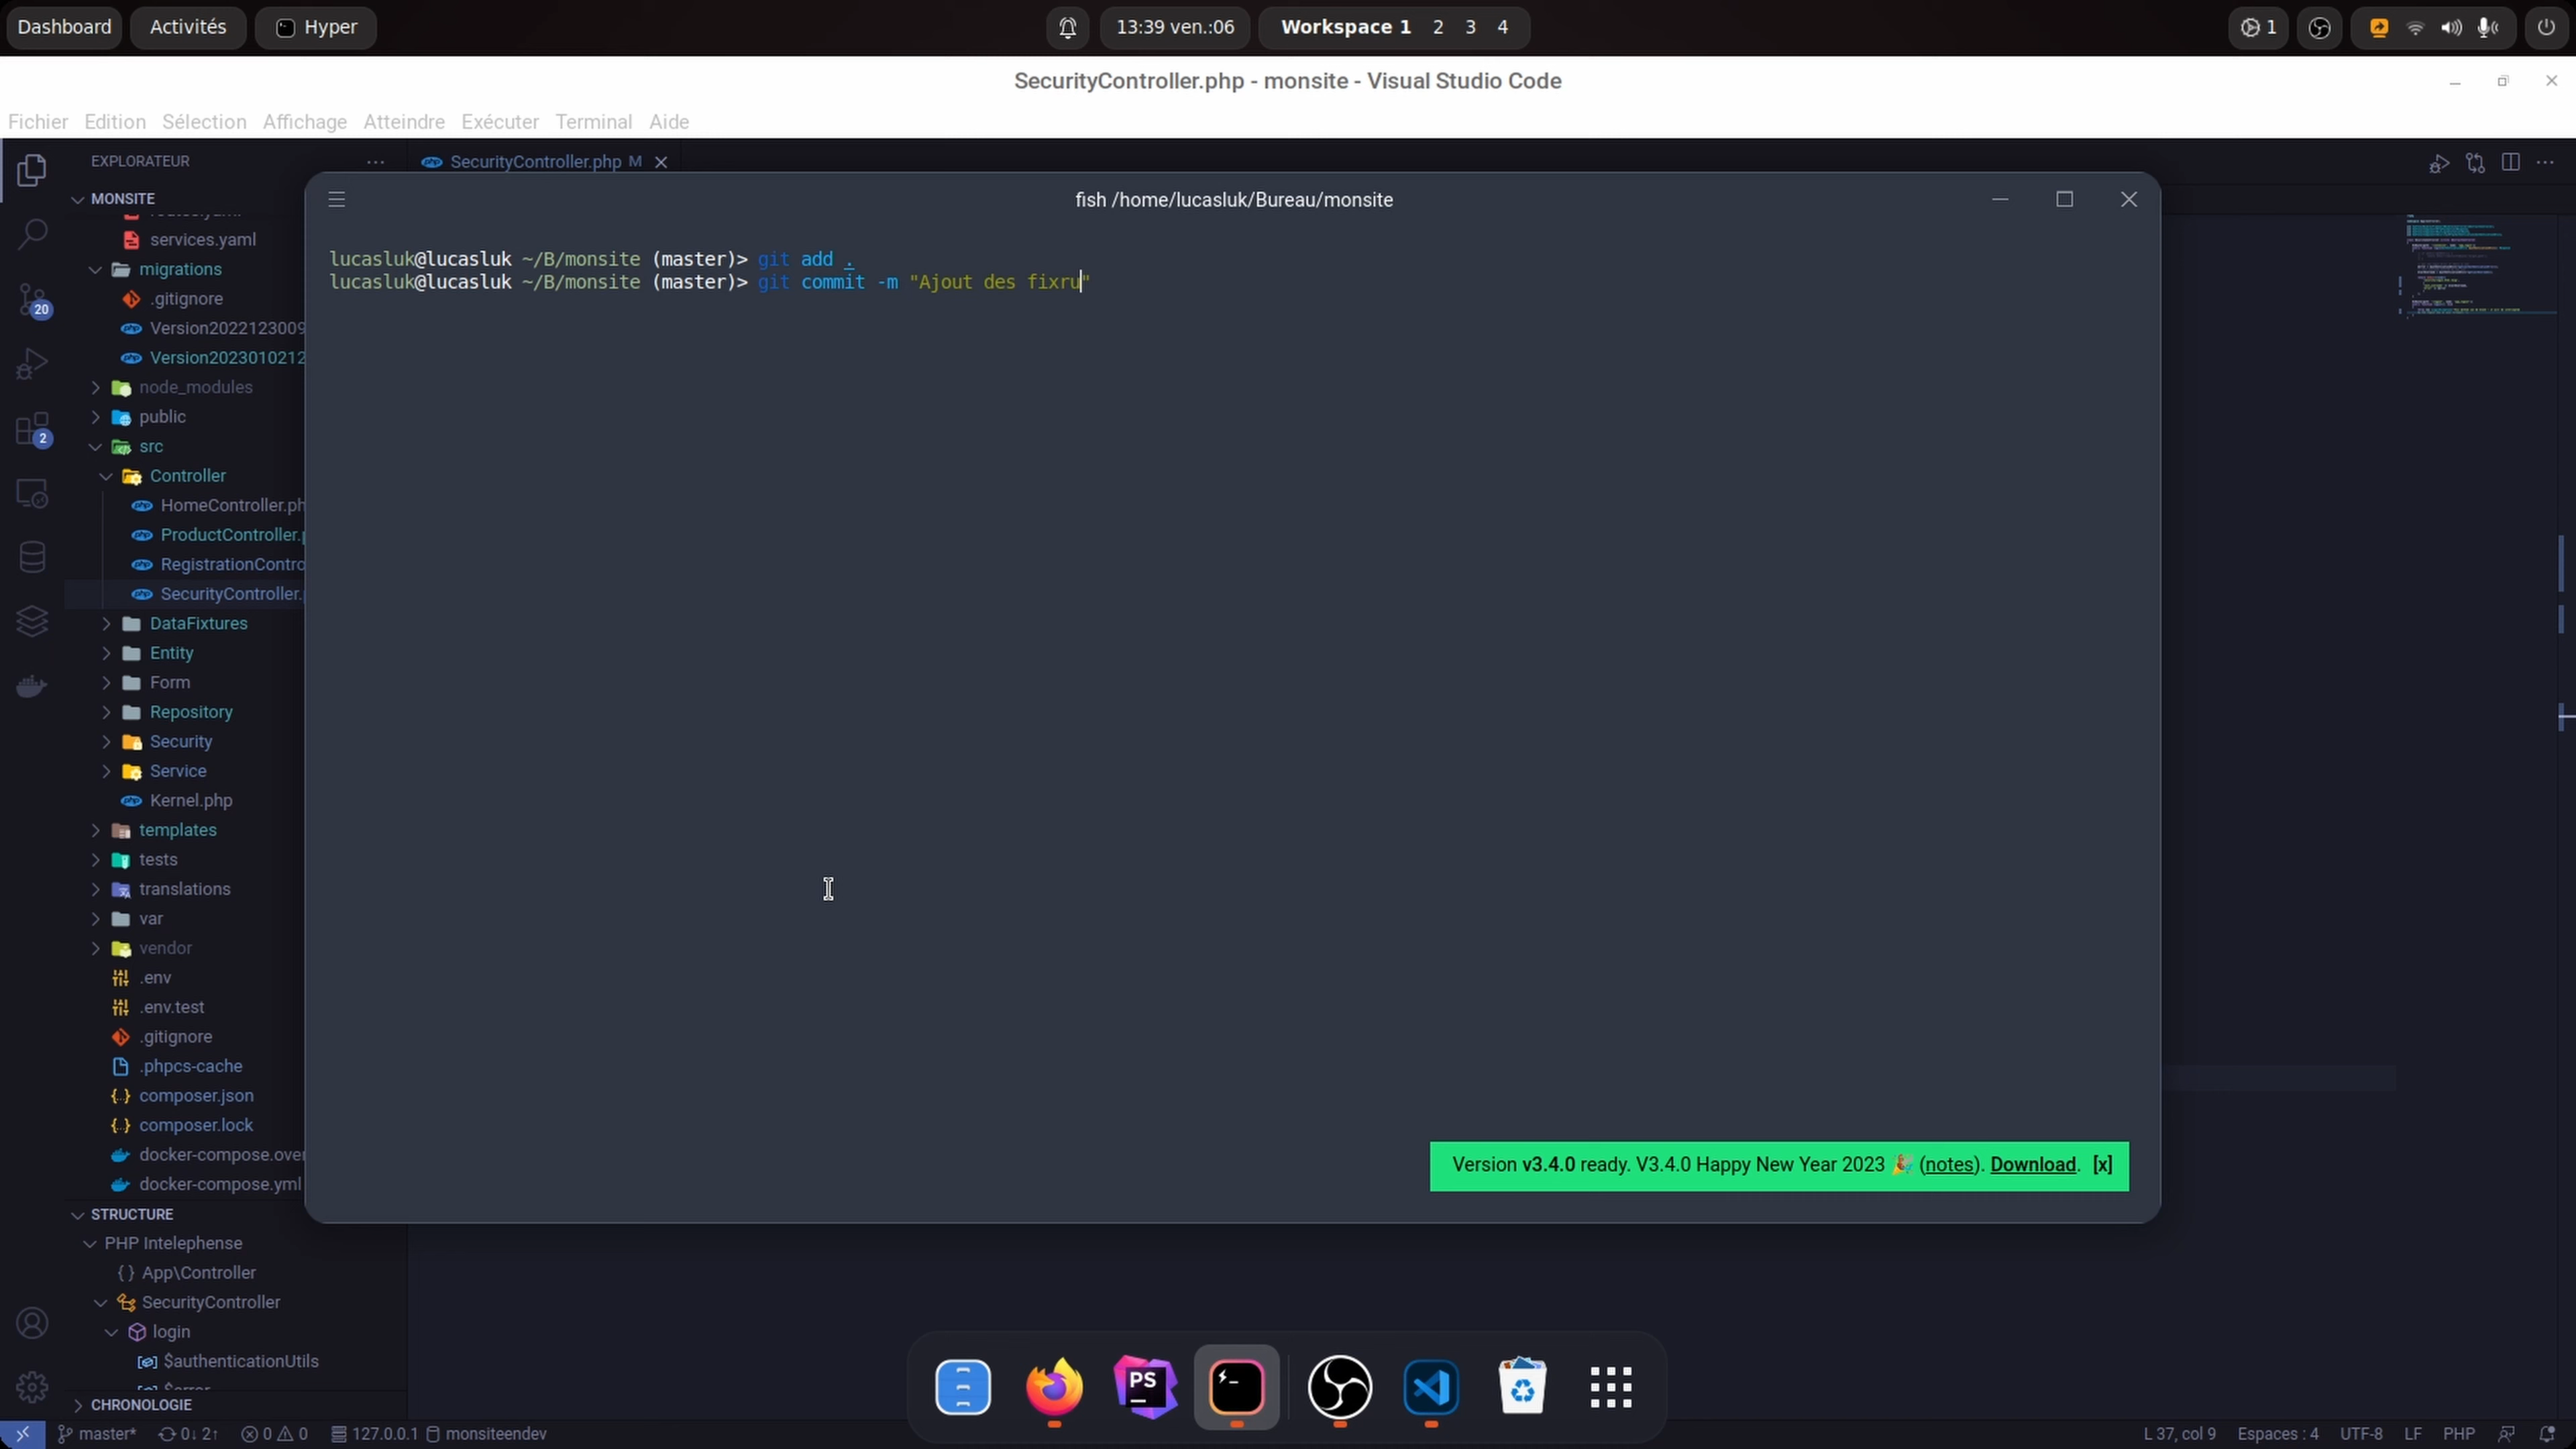 Dashboard Activités Hyper 13:39 ven.:06 Workspace 1 2 3 4 1
SecurityController.php - monsite - Visual Studio Code
Fichier Edition Sélection Affichage Atteindre Exécuter Terminal Aide
EXPLORATEUR
SecurityController.php M
MONSITE
fish /home/lucasluk/Bureau/monsite
services.yaml
lucasluk@lucasluk ~/B/monsite (master)> git add .
lucasluk@lucasluk ~/B/monsite (master)> git commit -m "Ajout des fixru"
migrations
.gitignore
20
Version2022123009
Version2023010212
node_modules
public
2
src
Controller
HomeController.ph
ProductController.p
RegistrationContro
SecurityController.p
DataFixtures
Entity
Form
Repository
Security
Service
Kernel.php
templates
tests
translations
var
vendor
.env
.env.test
.gitignore
.phpcs-cache
composer.json
composer.lock
docker-compose.over
docker-compose.yml
Version v3.4.0 ready. V3.4.0 Happy New Year 2023 🎉 (notes). Download. [x]
STRUCTURE
PHP Intelephense
{} App\Controller
SecurityController
login
$authenticationUtils
CHRONOLOGIE
PS
master* 0↓ 2↑ 0 0 127.0.0.1 monsiteendev L 37, col 9 Espaces : 4 UTF-8 LF PHP